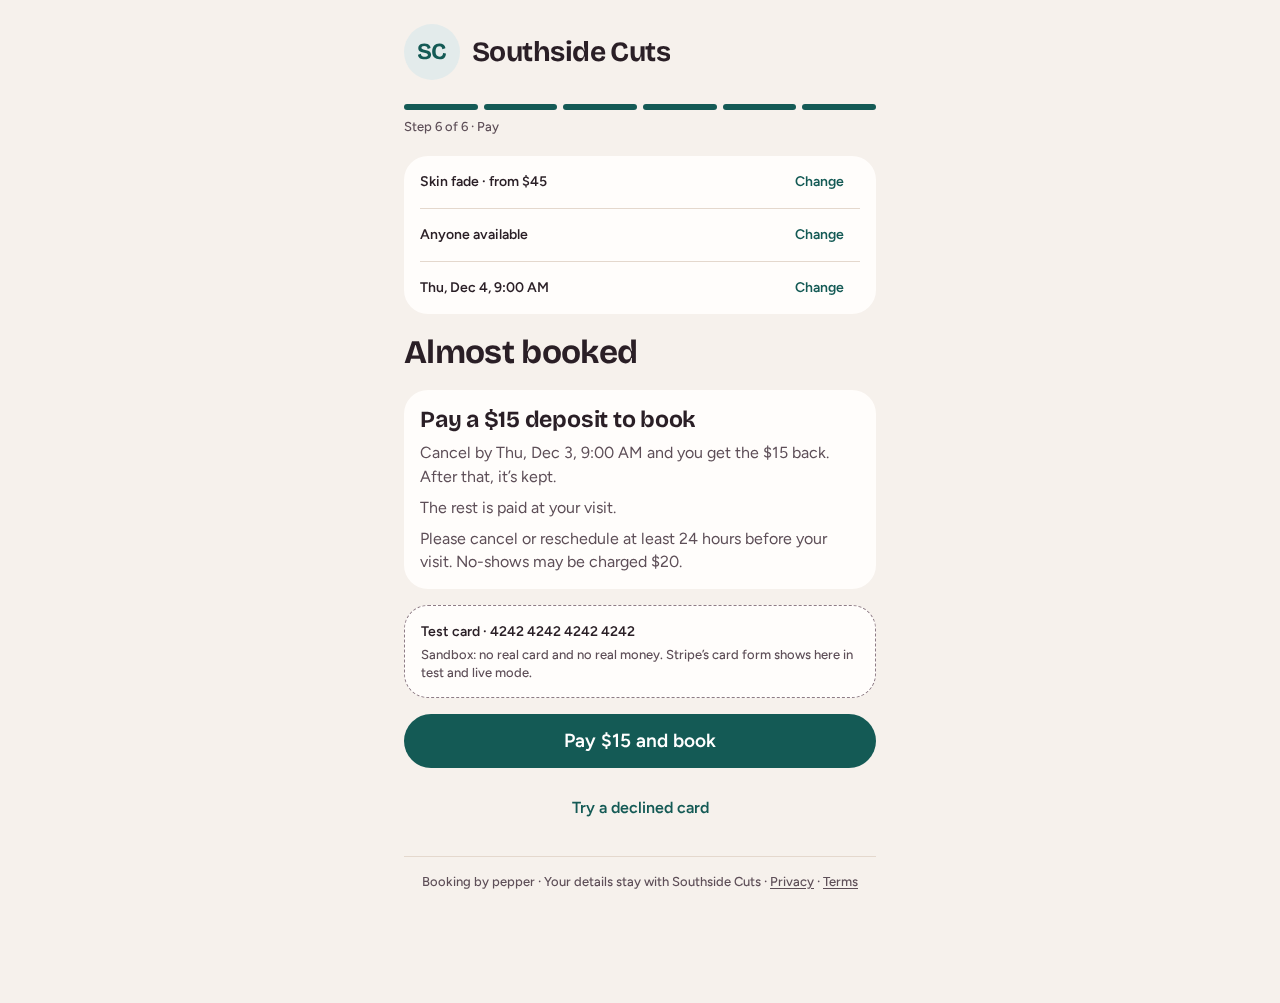 SC
Southside Cuts
Step 6 of 6 · Pay
Skin fade · from $45
Change
Anyone available
Change
Thu, Dec 4, 9:00 AM
Change
Almost booked
Pay a $15 deposit to book
Cancel by Thu, Dec 3, 9:00 AM and you get the $15 back.
After that, it’s kept.
The rest is paid at your visit.
Please cancel or reschedule at least 24 hours before your
visit. No-shows may be charged $20.
Test card · 4242 4242 4242 4242
Sandbox: no real card and no real money. Stripe’s card form shows here in
test and live mode.
Pay $15 and book
Try a declined card
Booking by pepper · Your details stay with Southside Cuts · Privacy · Terms